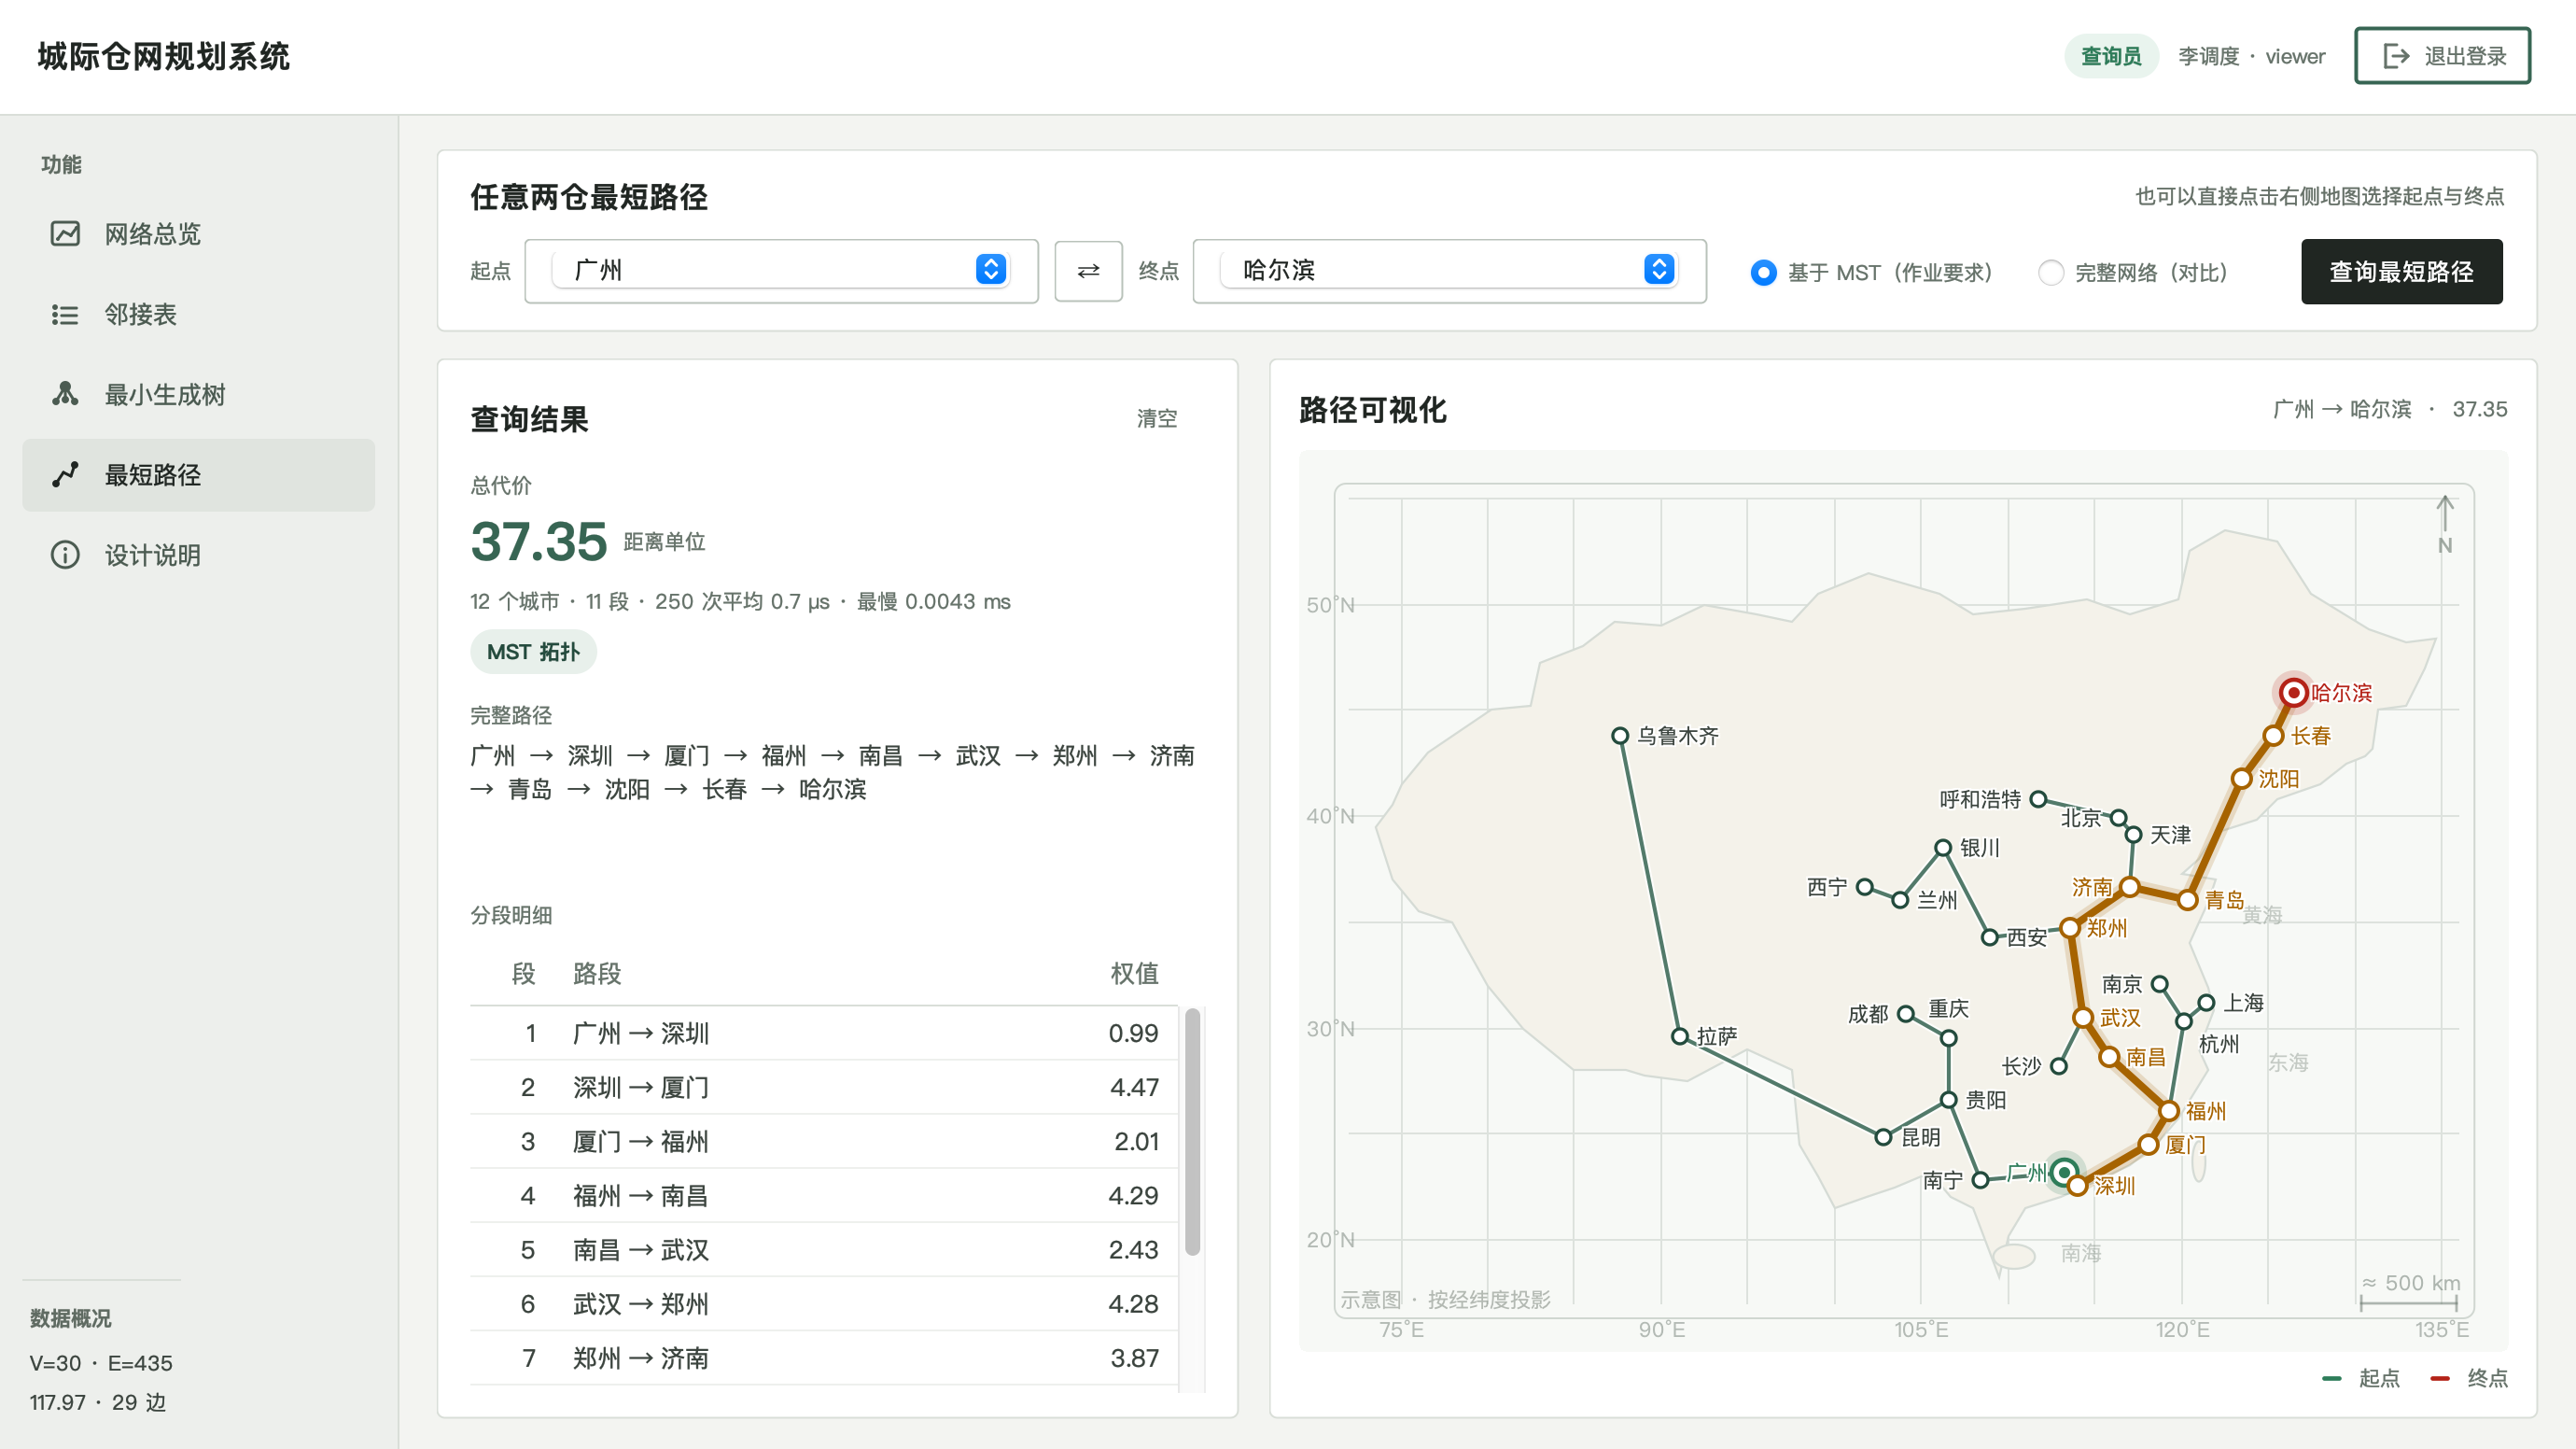 城际仓网规划系统
查询员 李调度 · viewer 退出登录
功能
网络总览
邻接表
最小生成树
最短路径
设计说明
数据概况
V=30 · E=435
117.97 · 29 边
任意两仓最短路径
也可以直接点击右侧地图选择起点与终点
起点 广州 ⇄ 终点 哈尔滨 基于 MST（作业要求） 完整网络（对比） 查询最短路径
查询结果 清空
总代价
37.35 距离单位
12 个城市 · 11 段 · 250 次平均 0.7 μs · 最慢 0.0043 ms
MST 拓扑
完整路径
广州 → 深圳 → 厦门 → 福州 → 南昌 → 武汉 → 郑州 → 济南
→ 青岛 → 沈阳 → 长春 → 哈尔滨
分段明细
段 路段 权值
1 广州 → 深圳 0.99
2 深圳 → 厦门 4.47
3 厦门 → 福州 2.01
4 福州 → 南昌 4.29
5 南昌 → 武汉 2.43
6 武汉 → 郑州 4.28
7 郑州 → 济南 3.87
路径可视化
广州 → 哈尔滨 · 37.35
N
50°N
哈尔滨
乌鲁木齐
长春
沈阳
呼和浩特
40°N
北京
天津
银川
西宁
兰州
济南
青岛
黄海
西安
郑州
南京
上海
成都
重庆
武汉
30°N
拉萨
杭州
长沙
南昌
东海
贵阳
福州
昆明
厦门
南宁
广州
深圳
20°N
南海
≈ 500 km
示意图 · 按经纬度投影
75°E 90°E 105°E 120°E 135°E
起点 终点